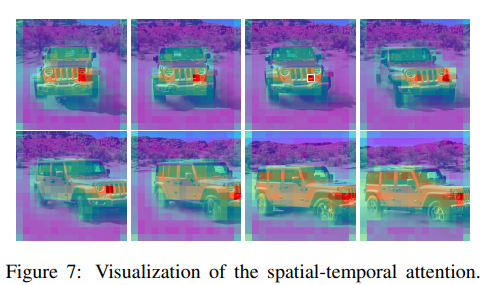 Figure 7: Visualization of the spatial-temporal attention.